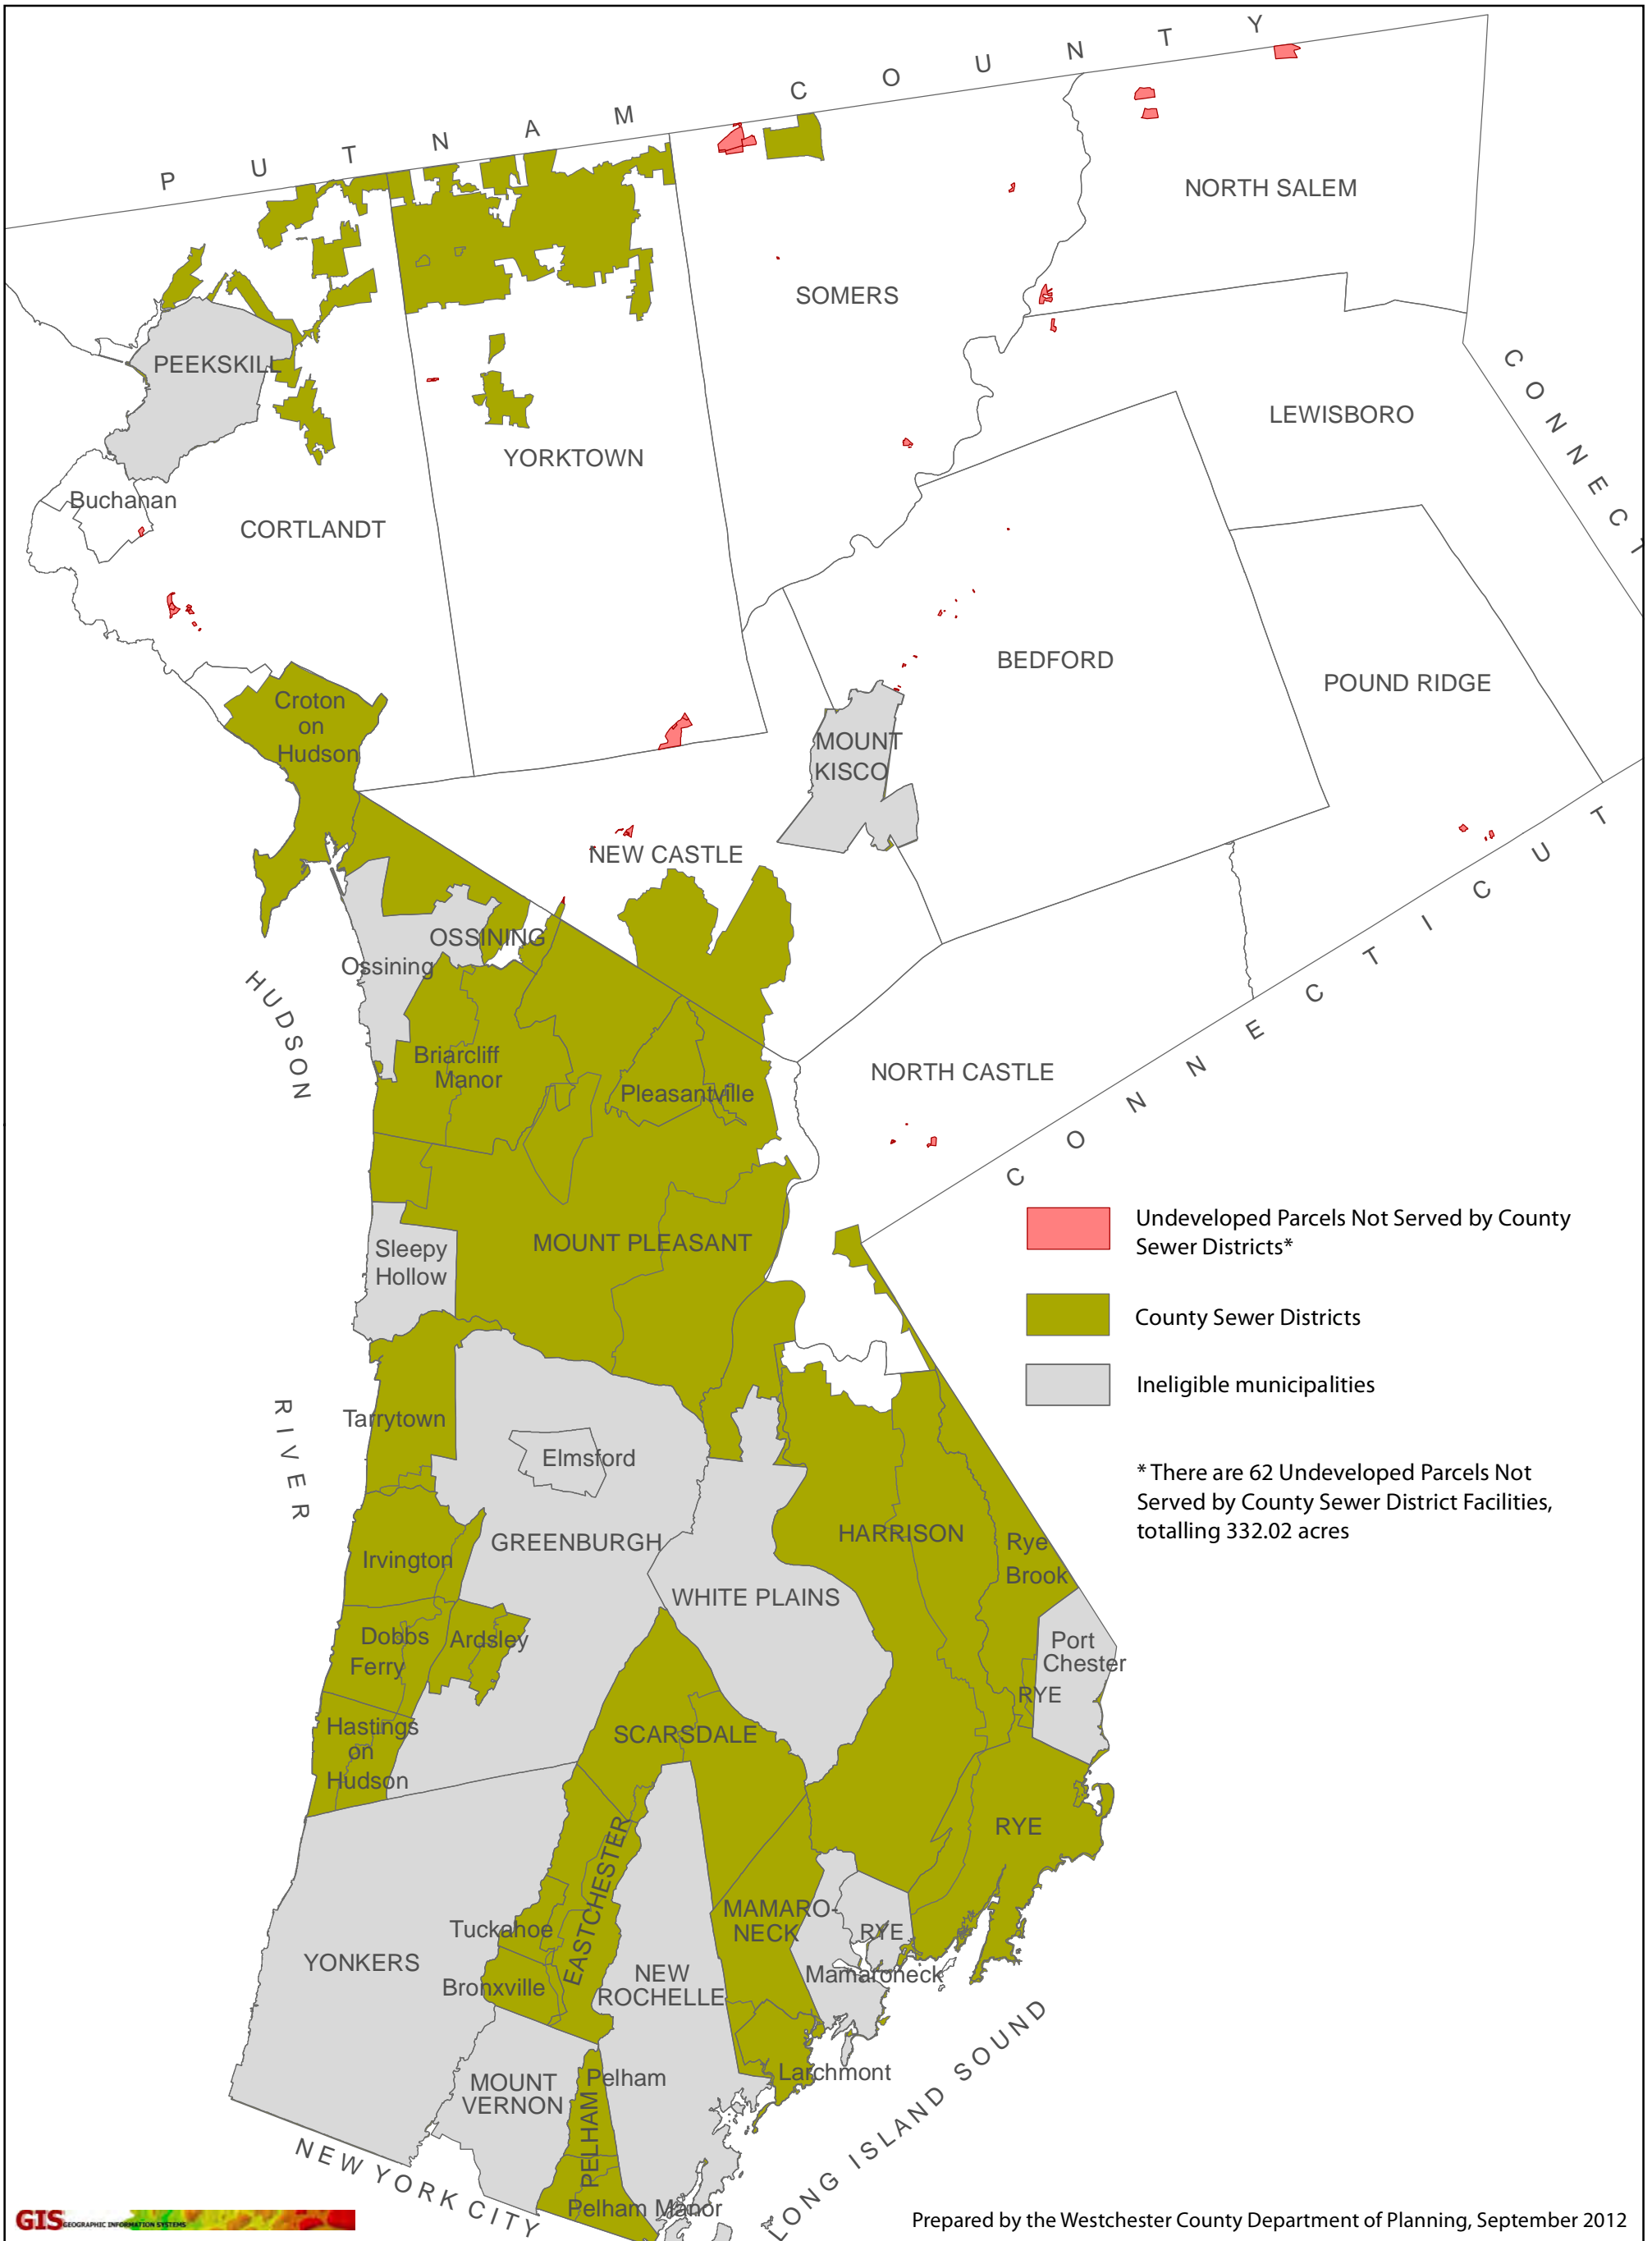 PUTNAM COUNTY
NORTH SALEM
SOMERS
PEEKSKILL
LEWISBORO
YORKTOWN
Buchanan
CORTLANDT
BEDFORD
POUND RIDGE
CONNECT
Croton
on
Hudson
MOUNT
KISCO
NEW CASTLE
OSSINING
Ossining
HUDSON
RIVER
Briarcliff
Manor
Pleasantville
NORTH CASTLE
CONNECTICUT
MOUNT PLEASANT
Sleepy
Hollow
Undeveloped Parcels Not Served by County
Sewer Districts*
County Sewer Districts
Ineligible municipalities
* There are 62 Undeveloped Parcels Not
Served by County Sewer District Facilities,
totalling 332.02 acres
Tarrytown
Elmsford
GREENBURGH
HARRISON
Rye
Brook
Irvington
WHITE PLAINS
Dobbs
Ferry
Ardsley
Port
Chester
RYE
Hastings
on
Hudson
SCARSDALE
RYE
EASTCHESTER
MAMARO-
NECK
RYE
Tuckahoe
YONKERS
Bronxville
NEW
ROCHELLE
Mamaroneck
MOUNT
VERNON
Pelham
PELHAM
Larchmont
Pelham Manor
LONG ISLAND SOUND
NEW YORK CITY
GIS GEOGRAPHIC INFORMATION SYSTEMS
Prepared by the Westchester County Department of Planning, September 2012